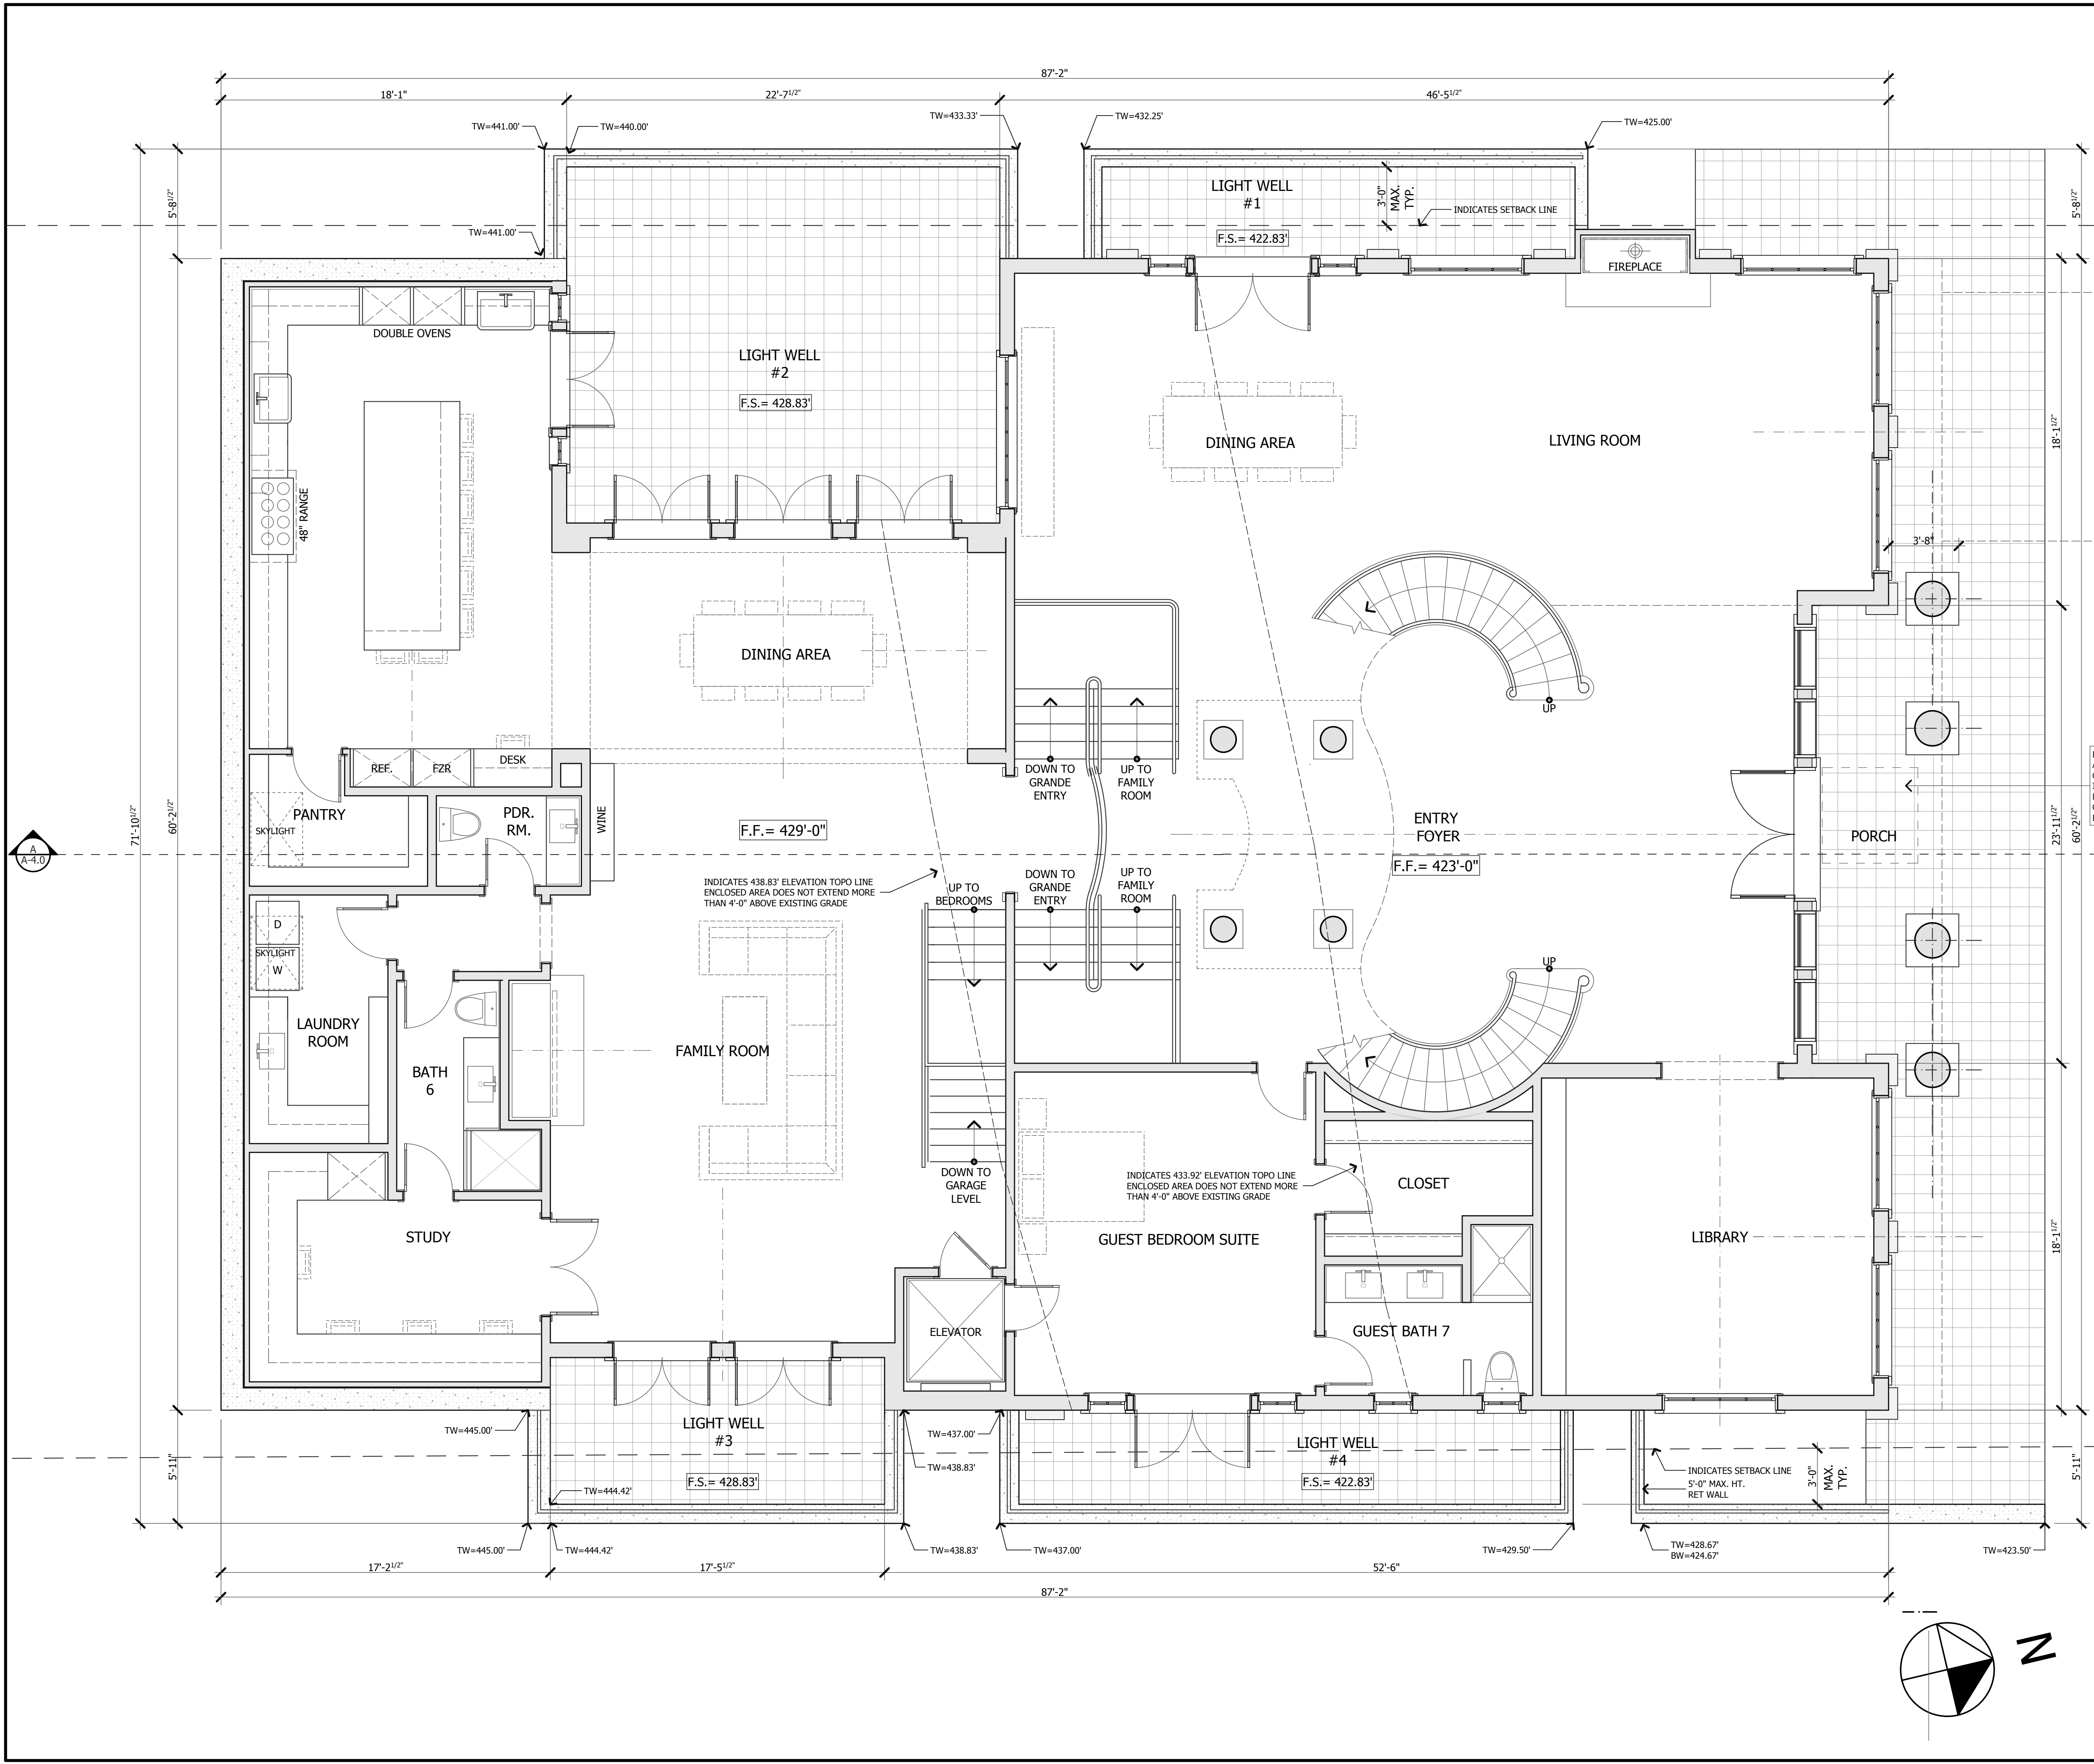 87'-2"
18'-1"
22'-7 1/2"
46'-5 1/2"
TW=441.00'
TW=440.00'
TW=433.33'
TW=432.25'
TW=425.00'
5'-8 1/2"
LIGHT WELL
#1
3'-0"
MAX.
TYP.
INDICATES SETBACK LINE
5'-8 1/2"
TW=441.00'
F.S.= 422.83'
FIREPLACE
DOUBLE OVENS
LIGHT WELL
#2
F.S.= 428.83'
DINING AREA
LIVING ROOM
18'-1 1/2"
48" RANGE
3'-8"
DINING AREA
UP
REF.
FZR
DESK
DOWN TO
GRANDE
ENTRY
UP TO
FAMILY
ROOM
PANTRY
SKYLIGHT
PDR.
RM.
WINE
F.F.= 429'-0"
ENTRY
FOYER
F.F.= 423'-0"
PORCH
71'-10 1/2"
60'-2 1/2"
23'-11 1/2"
60'-2 1/2"
A
A-4.0
INDICATES 438.83' ELEVATION TOPO LINE
ENCLOSED AREA DOES NOT EXTEND MORE
THAN 4'-0" ABOVE EXISTING GRADE
UP TO
BEDROOMS
DOWN TO
GRANDE
ENTRY
UP TO
FAMILY
ROOM
D
SKYLIGHT
W
UP
LAUNDRY
ROOM
BATH
6
FAMILY ROOM
DOWN TO
GARAGE
LEVEL
INDICATES 433.92' ELEVATION TOPO LINE
ENCLOSED AREA DOES NOT EXTEND MORE
THAN 4'-0" ABOVE EXISTING GRADE
CLOSET
STUDY
GUEST BEDROOM SUITE
LIBRARY
18'-1 1/2"
ELEVATOR
GUEST BATH 7
TW=445.00'
LIGHT WELL
#3
TW=437.00'
LIGHT WELL
#4
5'-11"
TW=438.83'
F.S.= 428.83'
F.S.= 422.83'
INDICATES SETBACK LINE
5'-0" MAX. HT.
RET WALL
3'-0"
MAX.
TYP.
5'-11"
TW=444.42'
TW=445.00'
TW=444.42'
TW=438.83'
TW=437.00'
TW=429.50'
TW=428.67'
BW=424.67'
TW=423.50'
17'-2 1/2"
17'-5 1/2"
52'-6"
87'-2"
N